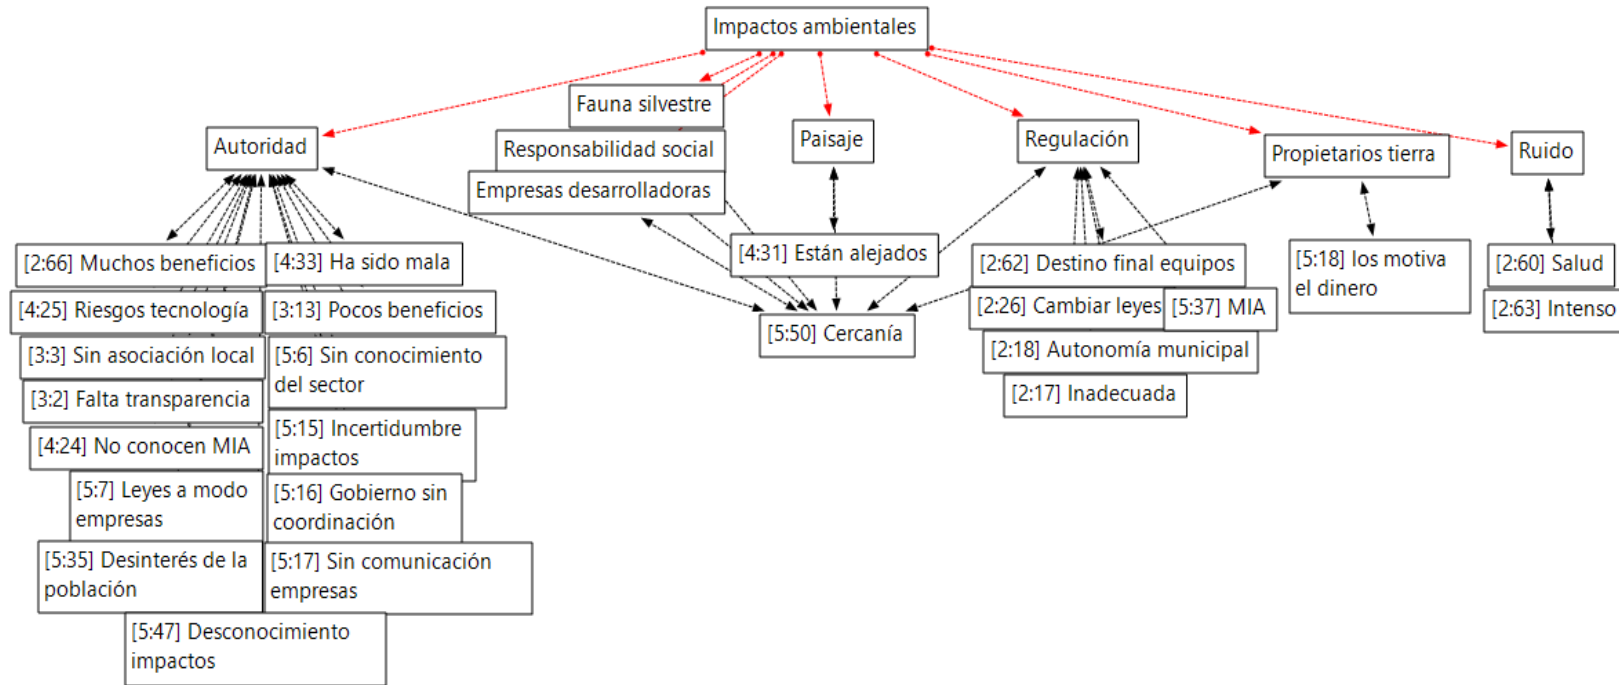 Impactos ambientales
Fauna silvestre
Autoridad
Responsabilidad social
Empresas desarrolladoras
Paisaje
Regulación
Propietarios tierra
Ruido
[2:66] Muchos beneficios
[4:33] Ha sido mala
[4:25] Riesgos tecnología
[3:13] Pocos beneficios
[3:3] Sin asociación local
[5:6] Sin conocimiento
del sector
[3:2] Falta transparencia
[4:24] No conocen MIA
[5:15] Incertidumbre
impactos
[5:7] Leyes a modo
empresas
[5:16] Gobierno sin
coordinación
[5:35] Desinterés de la
población
[5:17] Sin comunicación
empresas
[5:47] Desconocimiento
impactos
[4:31] Están alejados
[5:50] Cercanía
[2:62] Destino final equipos
[2:26] Cambiar leyes
[5:37] MIA
[2:18] Autonomía municipal
[2:17] Inadecuada
[5:18] los motiva
el dinero
[2:60] Salud
[2:63] Intenso